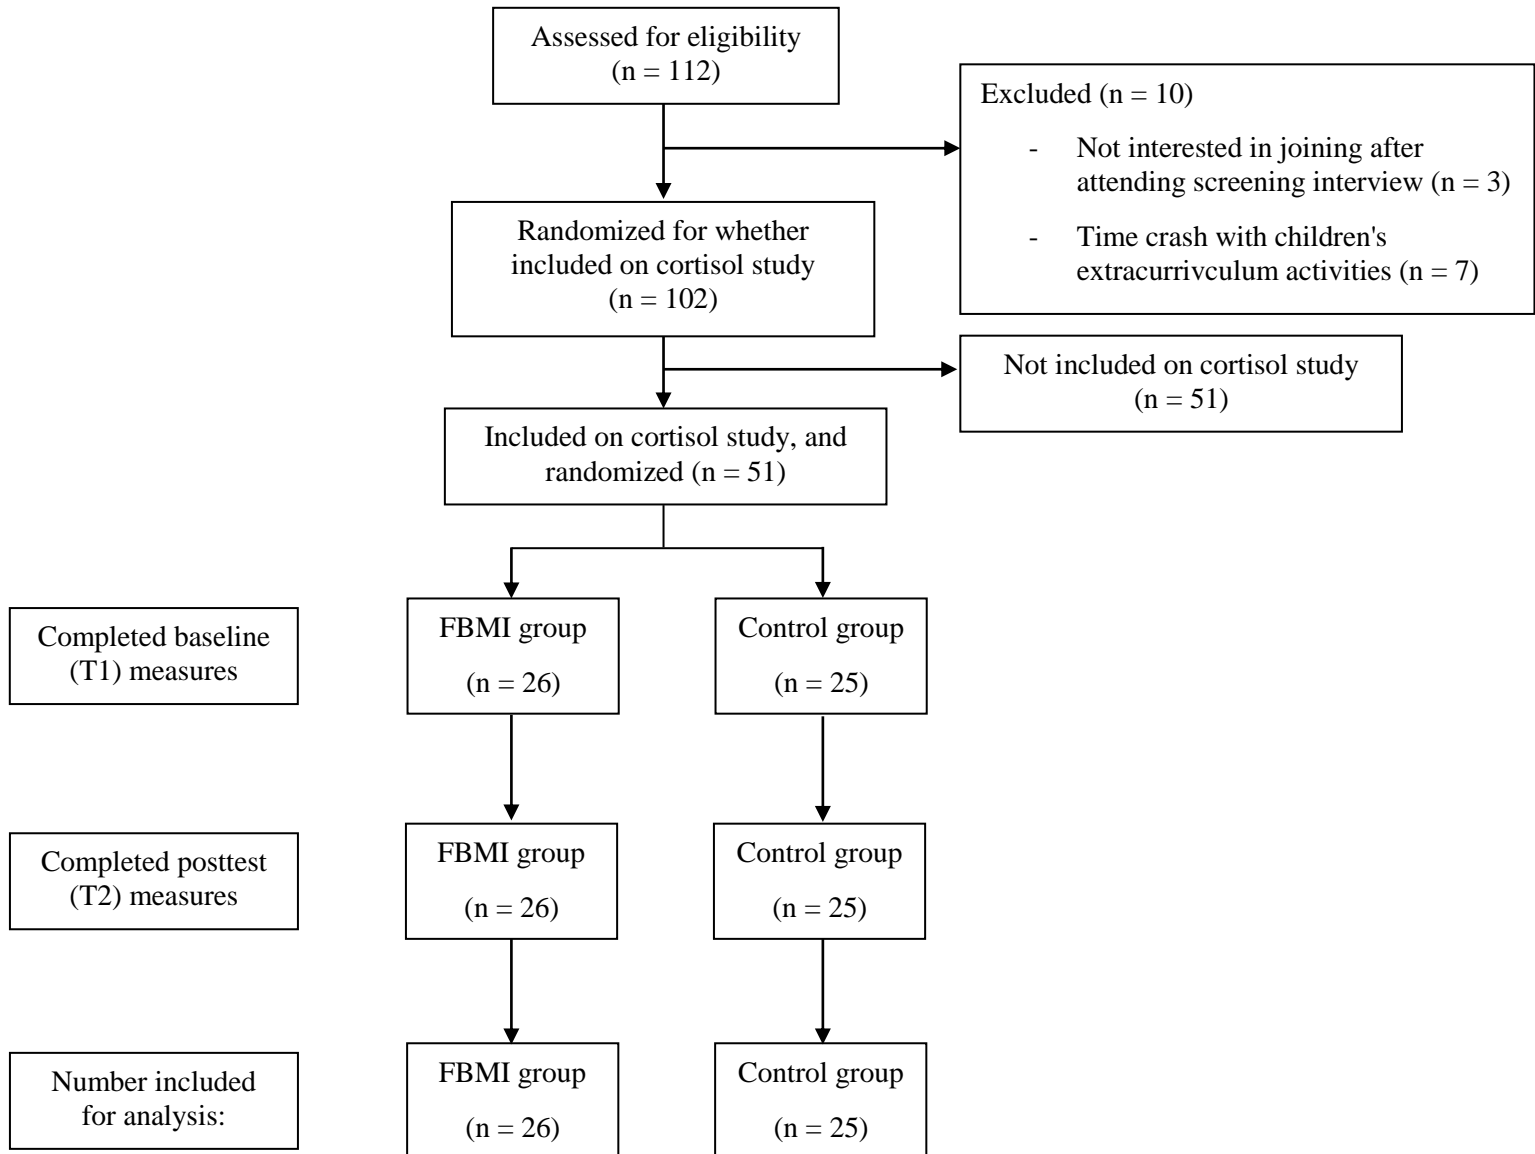 Assessed for eligibility
(n = 112)
Excluded (n = 10)
- Not interested in joining after
attending screening interview (n = 3)
- Time crash with children's
extracurrivculum activities (n = 7)
Randomized for whether
included on cortisol study
(n = 102)
Not included on cortisol study
(n = 51)
Included on cortisol study, and
randomized (n = 51)
Completed baseline
(T1) measures
FBMI group
(n = 26)
Control group
(n = 25)
Completed posttest
(T2) measures
FBMI group
(n = 26)
Control group
(n = 25)
Number included
for analysis:
FBMI group
(n = 26)
Control group
(n = 25)